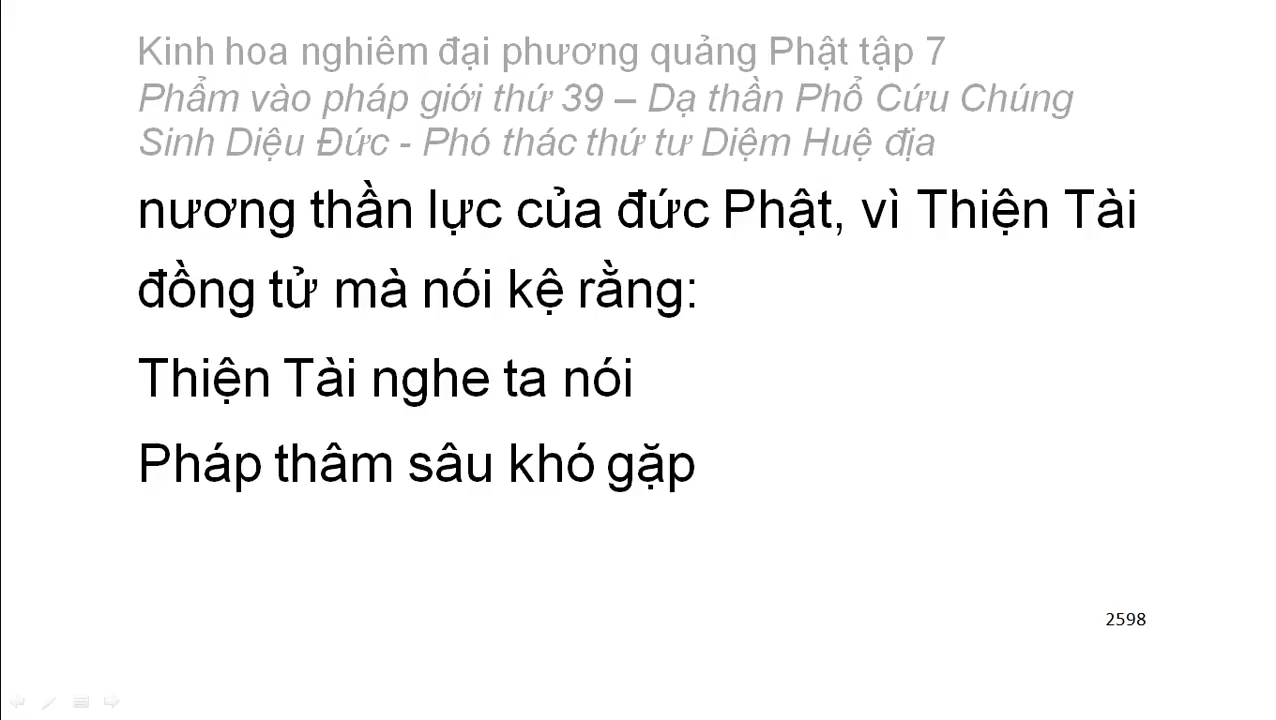 Kinh hoa nghiêm đại phương quảng Phật tập 7
Phẩm vào pháp giới thứ 39 – Dạ thần Phổ Cứu Chúng
Sinh Diệu Đức - Phó thác thứ tư Diệm Huệ địa
nương thần lực của đức Phật, vì Thiện Tài
đồng tử mà nói kệ rằng:
Thiện Tài nghe ta nói
Pháp thâm sâu khó gặp
2598